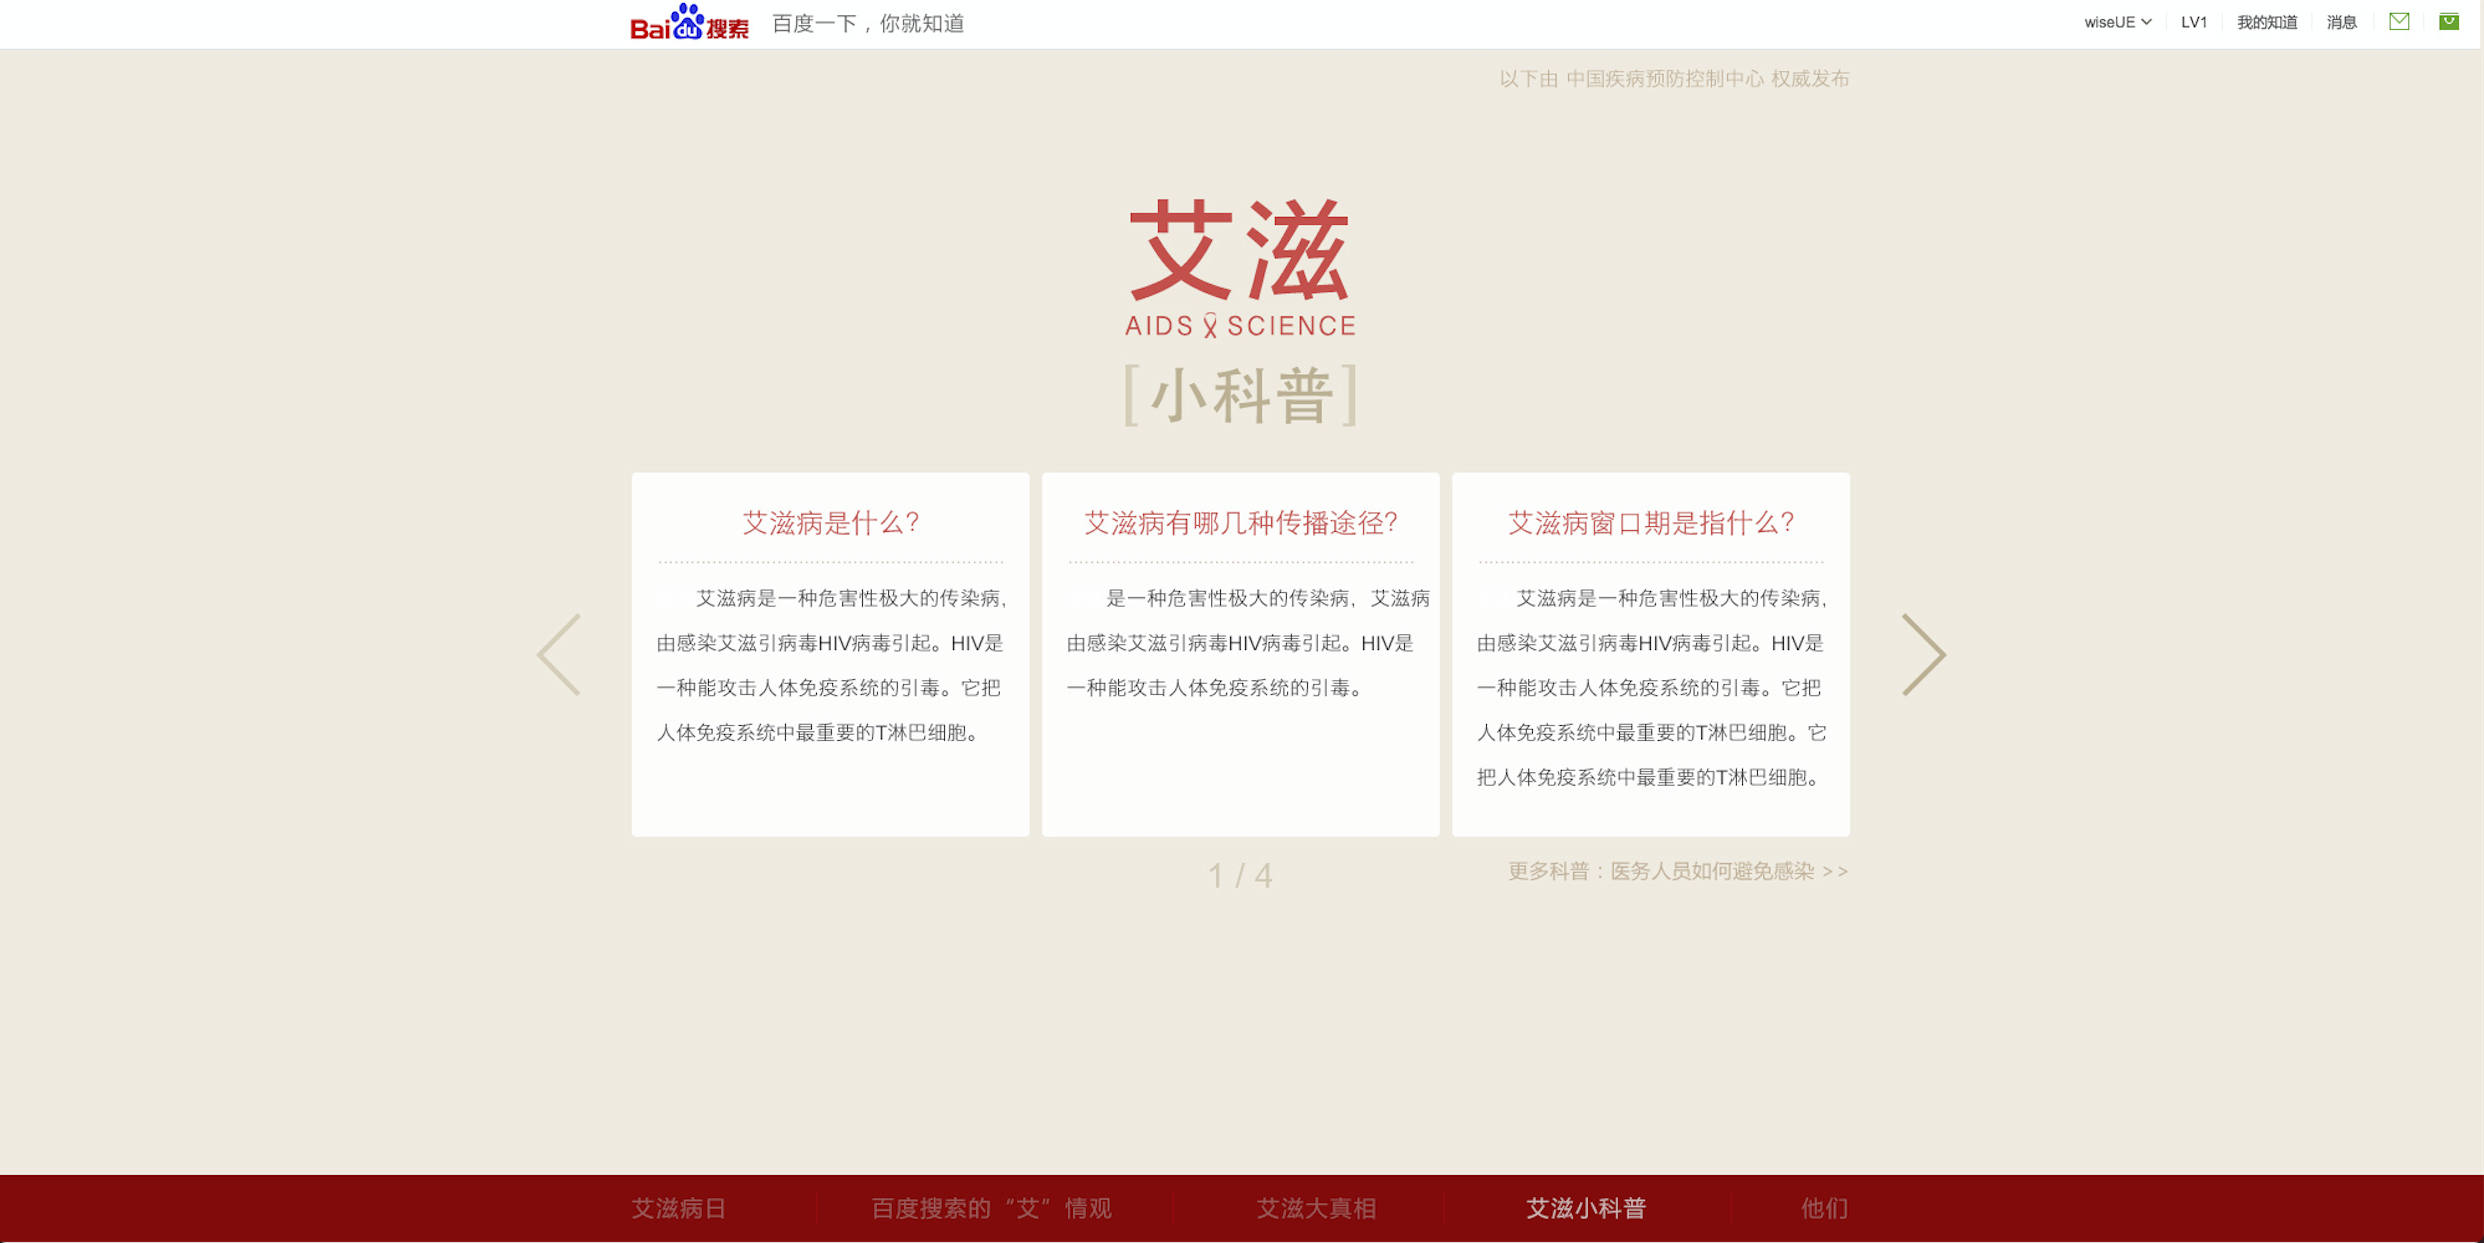 Bai du 搜索 百度一下，你就知道
wiseUE LV1 我的知道 消息
以下由 中国疾病预防控制中心 权威发布
艾滋
AIDS SCIENCE
[小科普]
艾滋病是什么?
艾滋病是一种危害性极大的传染病,
由感染艾滋引病毒HIV病毒引起。HIV是
一种能攻击人体免疫系统的引毒。它把
人体免疫系统中最重要的T淋巴细胞。
艾滋病有哪几种传播途径?
是一种危害性极大的传染病，艾滋病
由感染艾滋引病毒HIV病毒引起。HIV是
一种能攻击人体免疫系统的引毒。
艾滋病窗口期是指什么?
艾滋病是一种危害性极大的传染病,
由感染艾滋引病毒HIV病毒引起。HIV是
一种能攻击人体免疫系统的引毒。它把
人体免疫系统中最重要的T淋巴细胞。它
把人体免疫系统中最重要的T淋巴细胞。
1 / 4
更多科普：医务人员如何避免感染 >>
艾滋病日 百度搜索的“艾”情观 艾滋大真相 艾滋小科普 他们